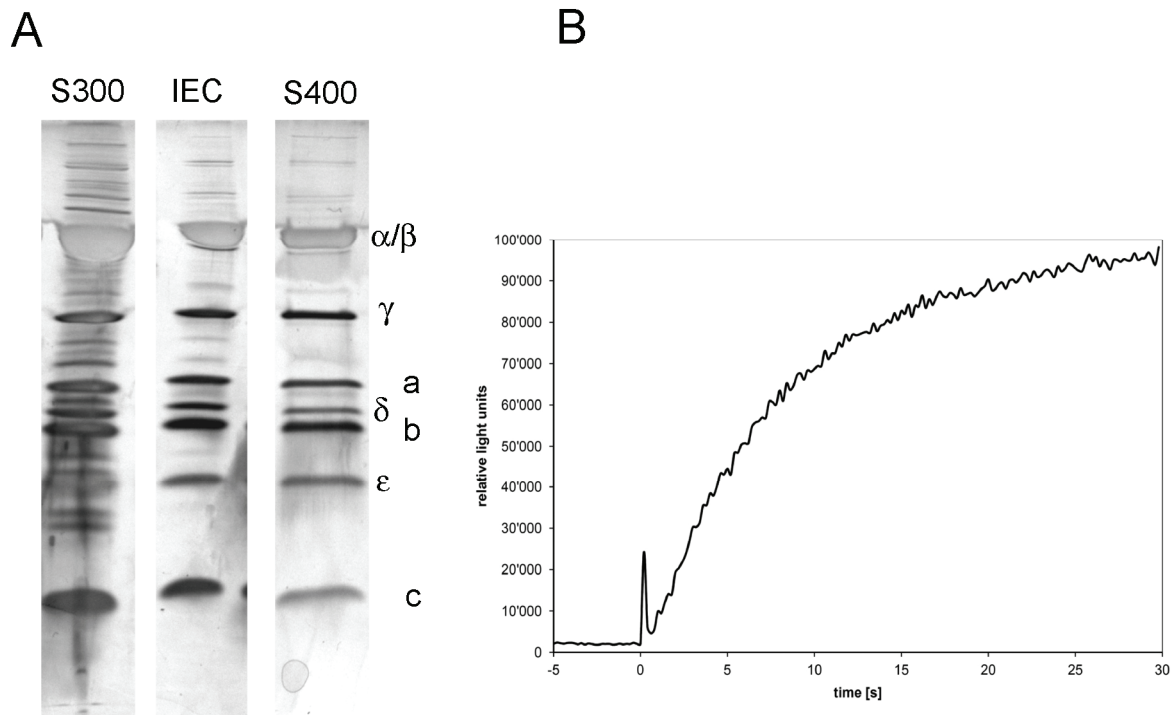 A
S300 IEC S400
α/β
γ
a
δ
b
ε
c
B
100'000
90'000
80'000
70'000
60'000
50'000
40'000
30'000
20'000
10'000
0
relative light units
-5 0 5 10 15 20 25 30
time [s]